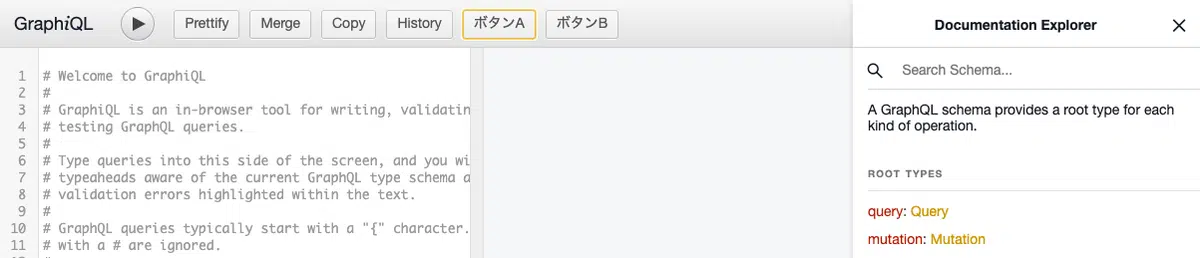 GraphiQL
Prettify
Merge
Copy
History
ボタンA
ボタンB
1 # Welcome to GraphiQL
2 #
3 # GraphiQL is an in-browser tool for writing, validatin
4 # testing GraphQL queries.
5 #
6 # Type queries into this side of the screen, and you wi
7 # typeaheads aware of the current GraphQL type schema a
8 # validation errors highlighted within the text.
9 #
10 # GraphQL queries typically start with a "{" character.
11 # with a # are ignored.
Documentation Explorer
Search Schema...
A GraphQL schema provides a root type for each
kind of operation.
ROOT TYPES
query: Query
mutation: Mutation